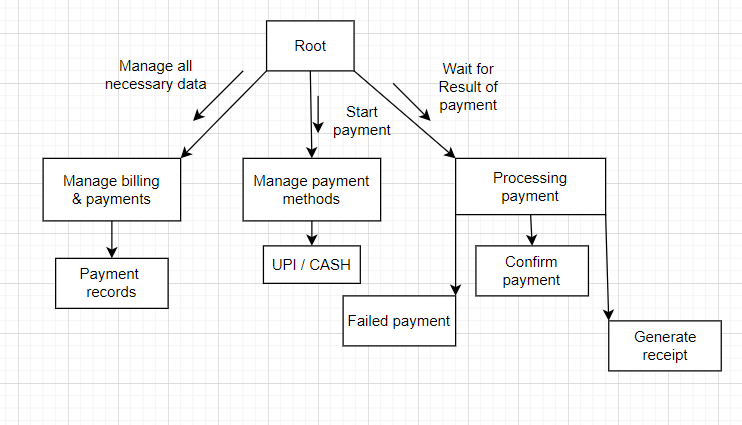 Root
Manage all
necessary data
Start
payment
Wait for
Result of
payment
Manage billing
& payments
Manage payment
methods
Processing
payment
Payment
records
UPI / CASH
Confirm
payment
Failed payment
Generate
receipt